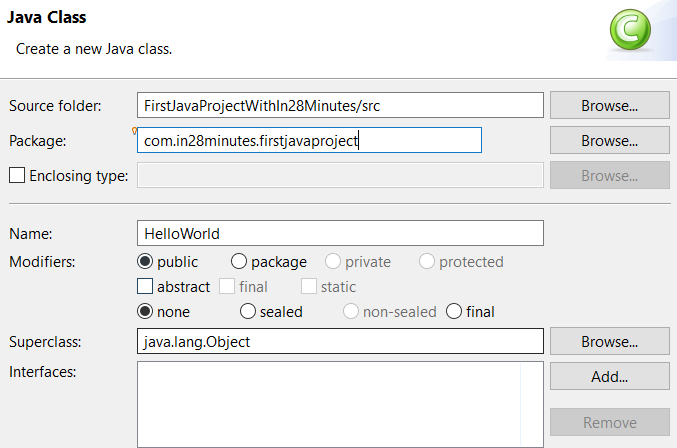 Java Class
Create a new Java class.
C
Source folder: FirstJavaProjectWithIn28Minutes/src Browse...
Package: com.in28minutes.firstjavaproject Browse...
Enclosing type: Browse...
Name: HelloWorld
Modifiers: public package private protected
abstract final static
none sealed non-sealed final
Superclass: java.lang.Object Browse...
Interfaces: Add...
Remove